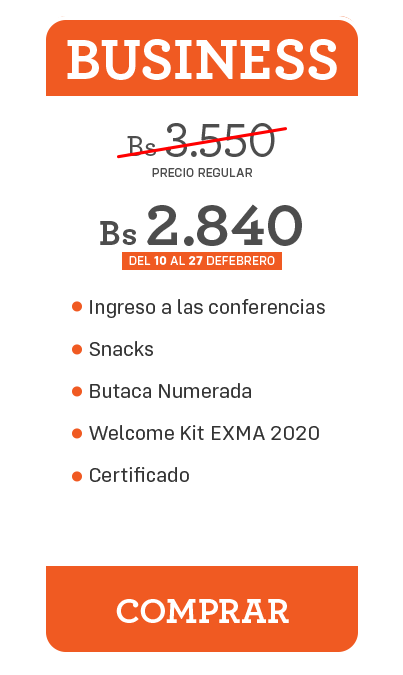 BUSINESS
Bs 3.550
PRECIO REGULAR
Bs 2.840
DEL 10 AL 27 DEFEBRERO
Ingreso a las conferencias
Snacks
Butaca Numerada
Welcome Kit EXMA 2020
Certificado
COMPRAR